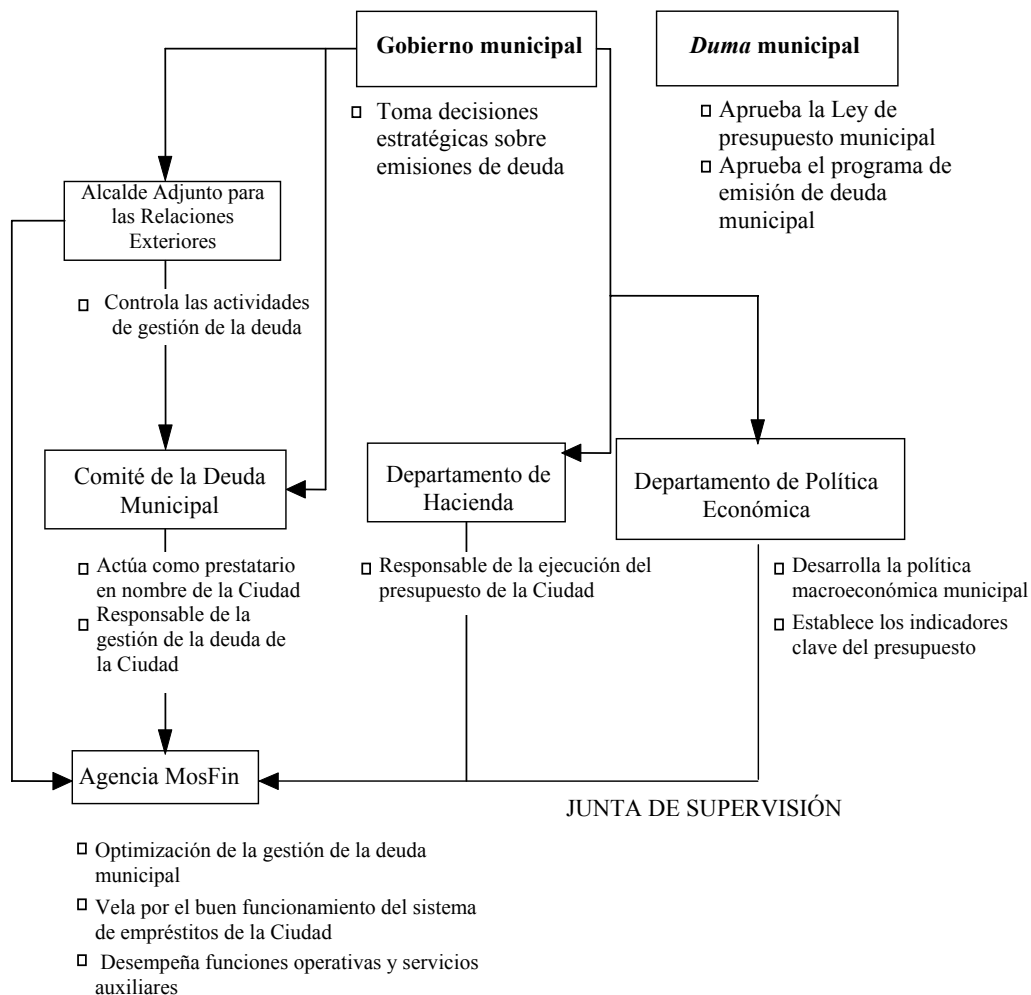 Gobierno municipal
Duma municipal
□ Toma decisiones
estratégicas sobre
emisiones de deuda
□ Aprueba la Ley de
presupuesto municipal
□ Aprueba el programa de
emisión de deuda
municipal
Alcalde Adjunto para
las Relaciones
Exteriores
□ Controla las actividades
de gestión de la deuda
Comité de la Deuda
Municipal
Departamento de
Hacienda
Departamento de Política
Económica
□ Actúa como prestatario
en nombre de la Ciudad
□ Responsable de la
gestión de la deuda de
la Ciudad
□ Responsable de la ejecución del
presupuesto de la Ciudad
□ Desarrolla la política
macroeconómica municipal
□ Establece los indicadores
clave del presupuesto
Agencia MosFin
JUNTA DE SUPERVISIÓN
□ Optimización de la gestión de la deuda
municipal
□ Vela por el buen funcionamiento del sistema
de empréstitos de la Ciudad
□ Desempeña funciones operativas y servicios
auxiliares